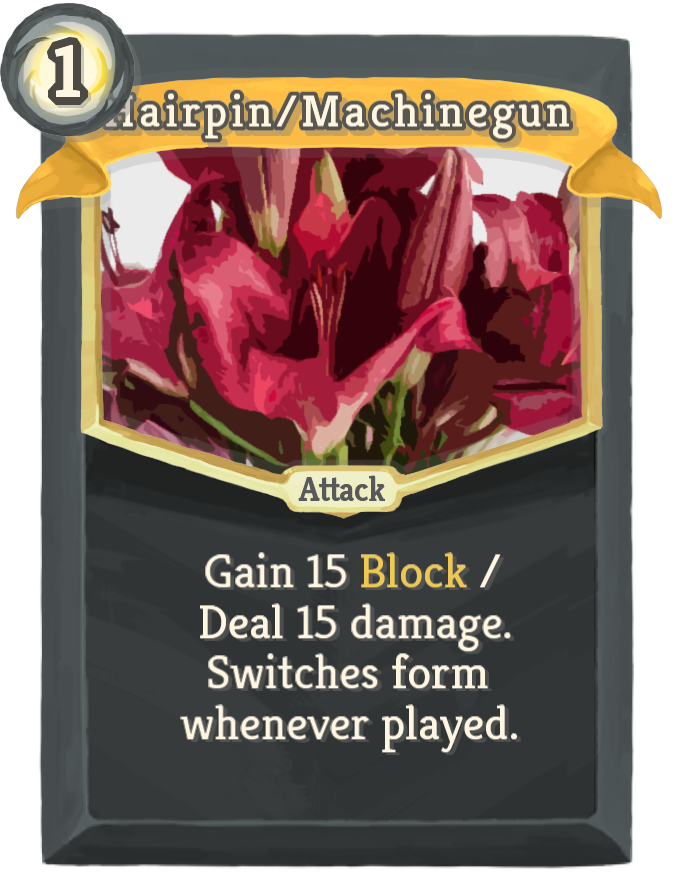 1
Hairpin/Machinegun
Attack
Gain 15 Block /
Deal 15 damage.
Switches form
whenever played.